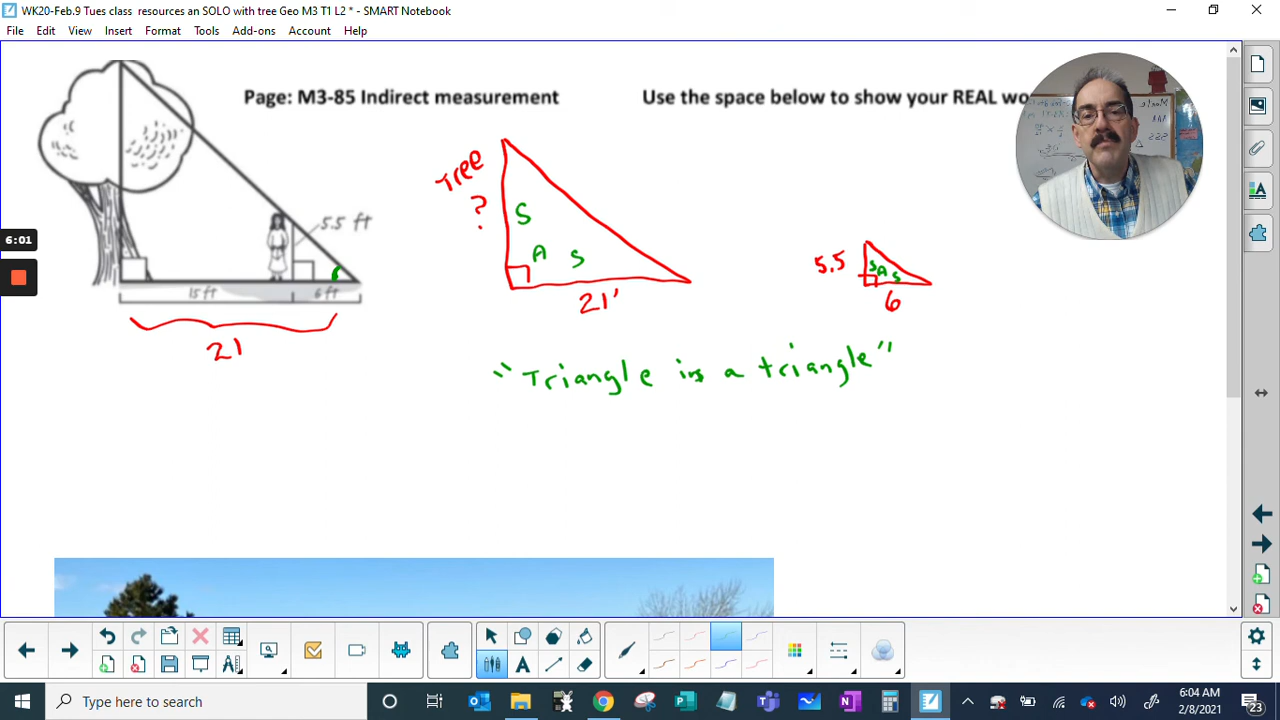 WK20-Feb.9 Tues class resources an SOLO with tree Geo M3 T1 L2 * - SMART Notebook
File Edit View Insert Format Tools Add-ons Account Help
Page: M3-85 Indirect measurement
Use the space below to show your REAL wo
Tree
?
S
A S
21'
5.5
S A S
6
5.5 ft
15 ft 6 ft
21
6:01
"Triangle is a triangle"
A
Type here to search
6:04 AM
2/8/2021
23